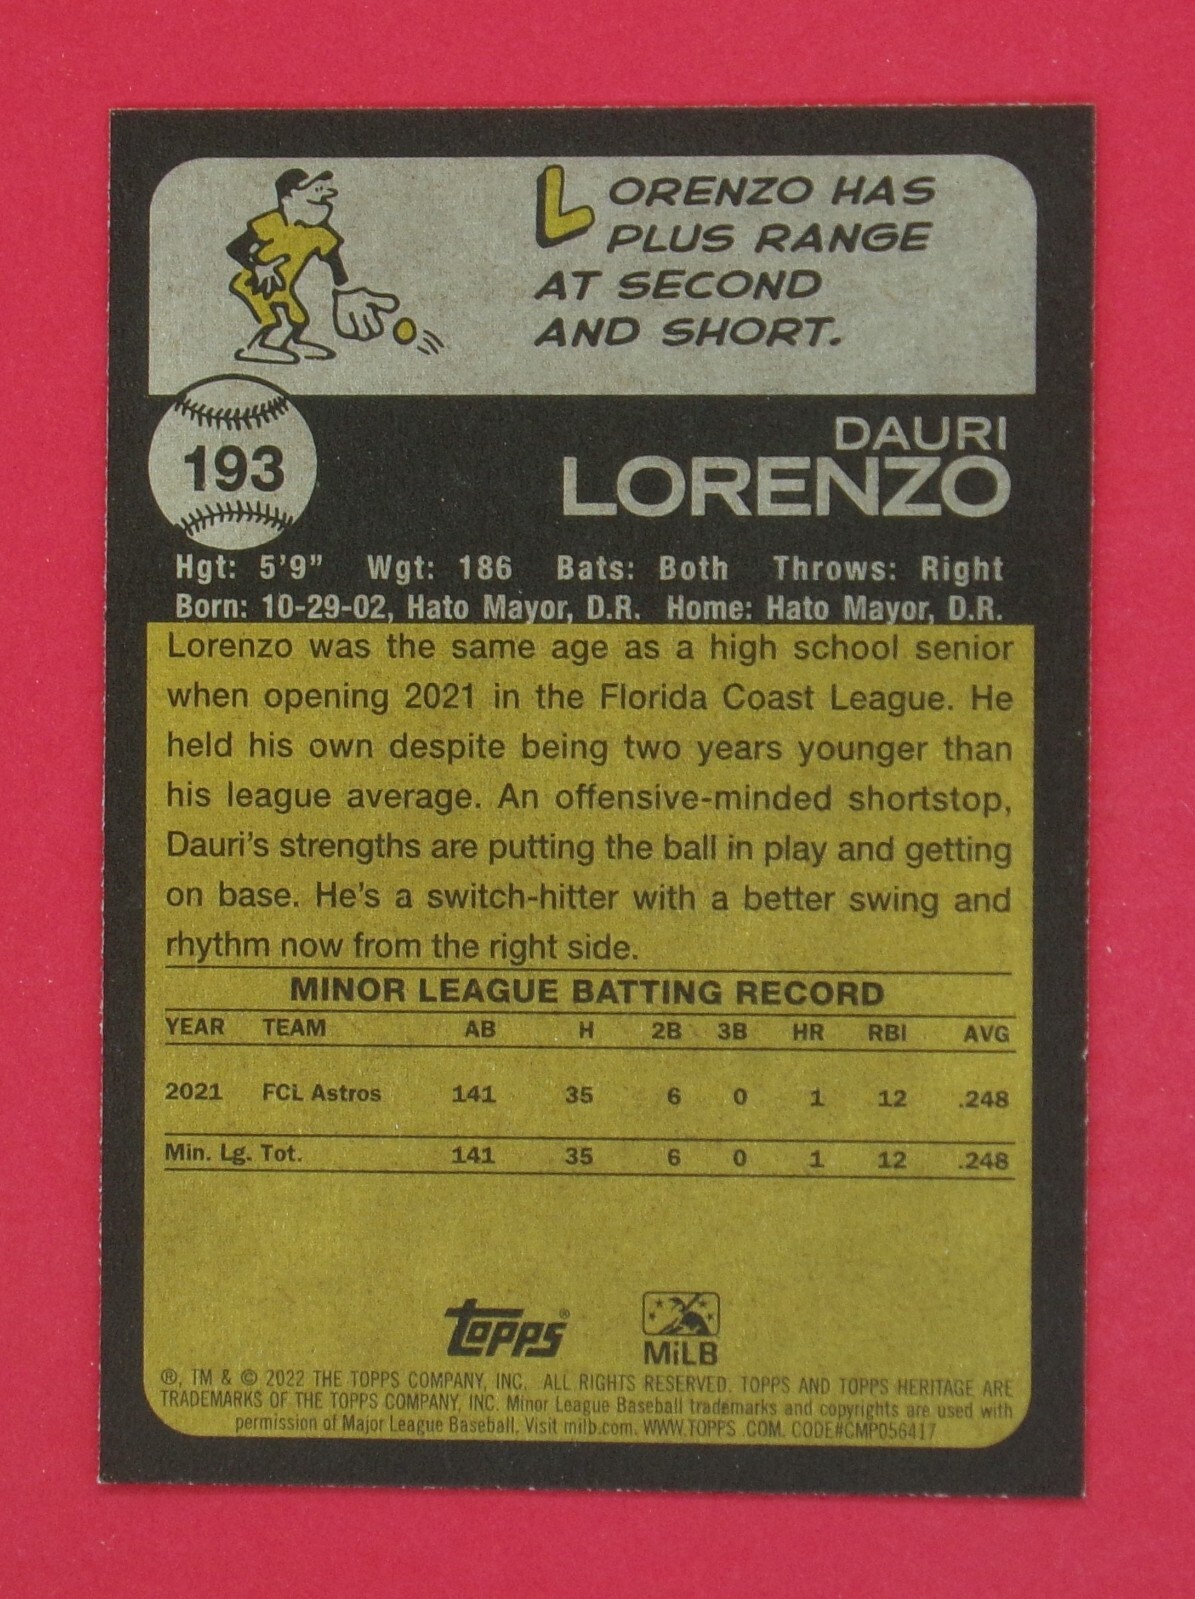 LORENZO HAS
PLUS RANGE
AT SECOND
AND SHORT.
193
DAURI
LORENZO
Hgt: 5'9" Wgt: 186 Bats: Both Throws: Right
Born: 10-29-02, Hato Mayor, D.R. Home: Hato Mayor, D.R.
Lorenzo was the same age as a high school senior
when opening 2021 in the Florida Coast League. He
held his own despite being two years younger than
his league average. An offensive-minded shortstop,
Dauri's strengths are putting the ball in play and getting
on base. He's a switch-hitter with a better swing and
rhythm now from the right side.
MINOR LEAGUE BATTING RECORD
YEAR TEAM AB H 2B 3B HR RBI AVG
2021 FCL Astros 141 35 6 0 1 12 .248
Min. Lg. Tot. 141 35 6 0 1 12 .248
Topps®
MiLB
®, TM & © 2022 THE TOPPS COMPANY, INC. ALL RIGHTS RESERVED. TOPPS AND TOPPS HERITAGE ARE
TRADEMARKS OF THE TOPPS COMPANY, INC. Minor League Baseball trademarks and copyrights are used with
permission of Major League Baseball. Visit milb.com. WWW.TOPPS.COM. CODE#CMP056417